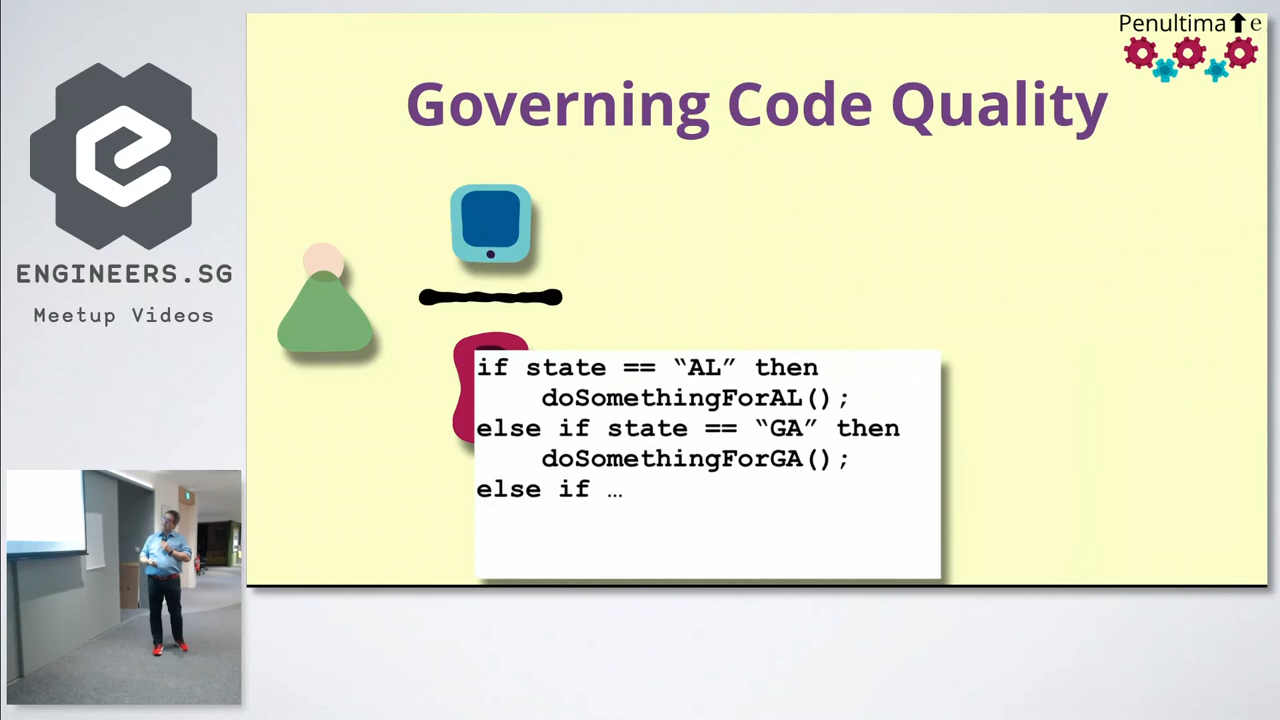 Penultima⬆e
Governing Code Quality
ENGINEERS.SG
Meetup Videos
if state == “AL” then
doSomethingForAL();
else if state == “GA” then
doSomethingForGA();
else if …